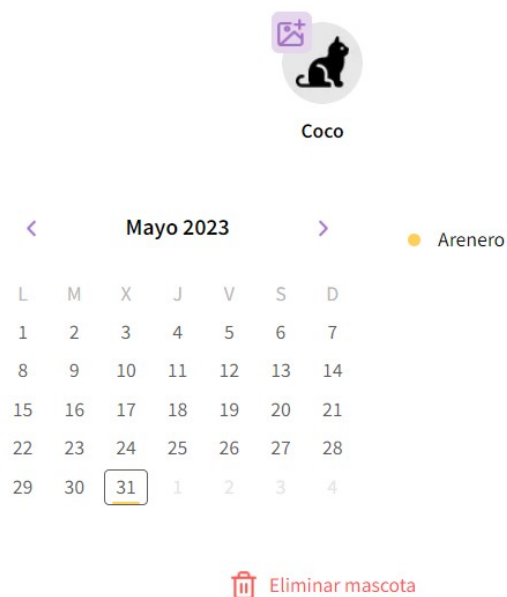 Coco
Mayo 2023
Arenero
L M X J V S D
1 2 3 4 5 6 7
8 9 10 11 12 13 14
15 16 17 18 19 20 21
22 23 24 25 26 27 28
29 30 31 1 2 3 4
Eliminar mascota